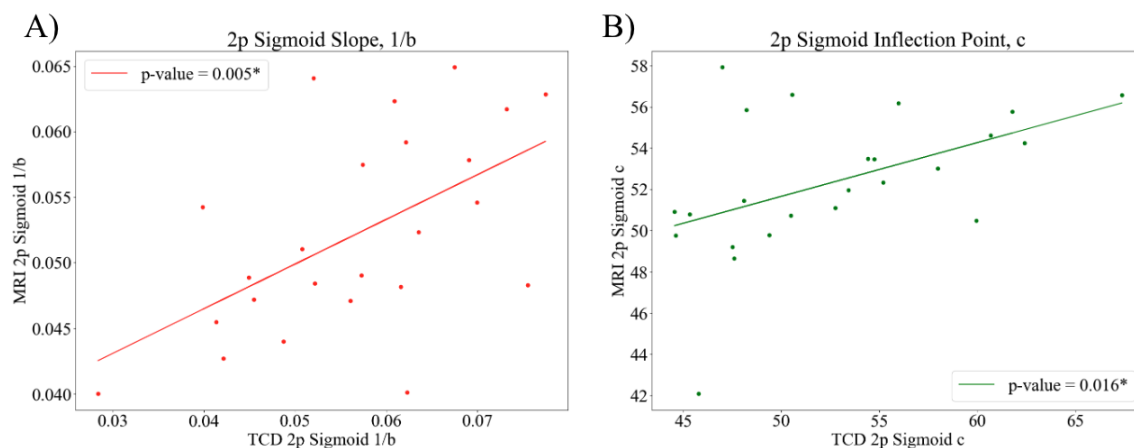 A)
2p Sigmoid Slope, 1/b
p-value = 0.005*
MRI 2p Sigmoid 1/b
0.065
0.060
0.055
0.050
0.045
0.040
0.03 0.04 0.05 0.06 0.07
TCD 2p Sigmoid 1/b
B)
2p Sigmoid Inflection Point, c
MRI 2p Sigmoid c
58
56
54
52
50
48
46
44
42
p-value = 0.016*
45 50 55 60 65
TCD 2p Sigmoid c